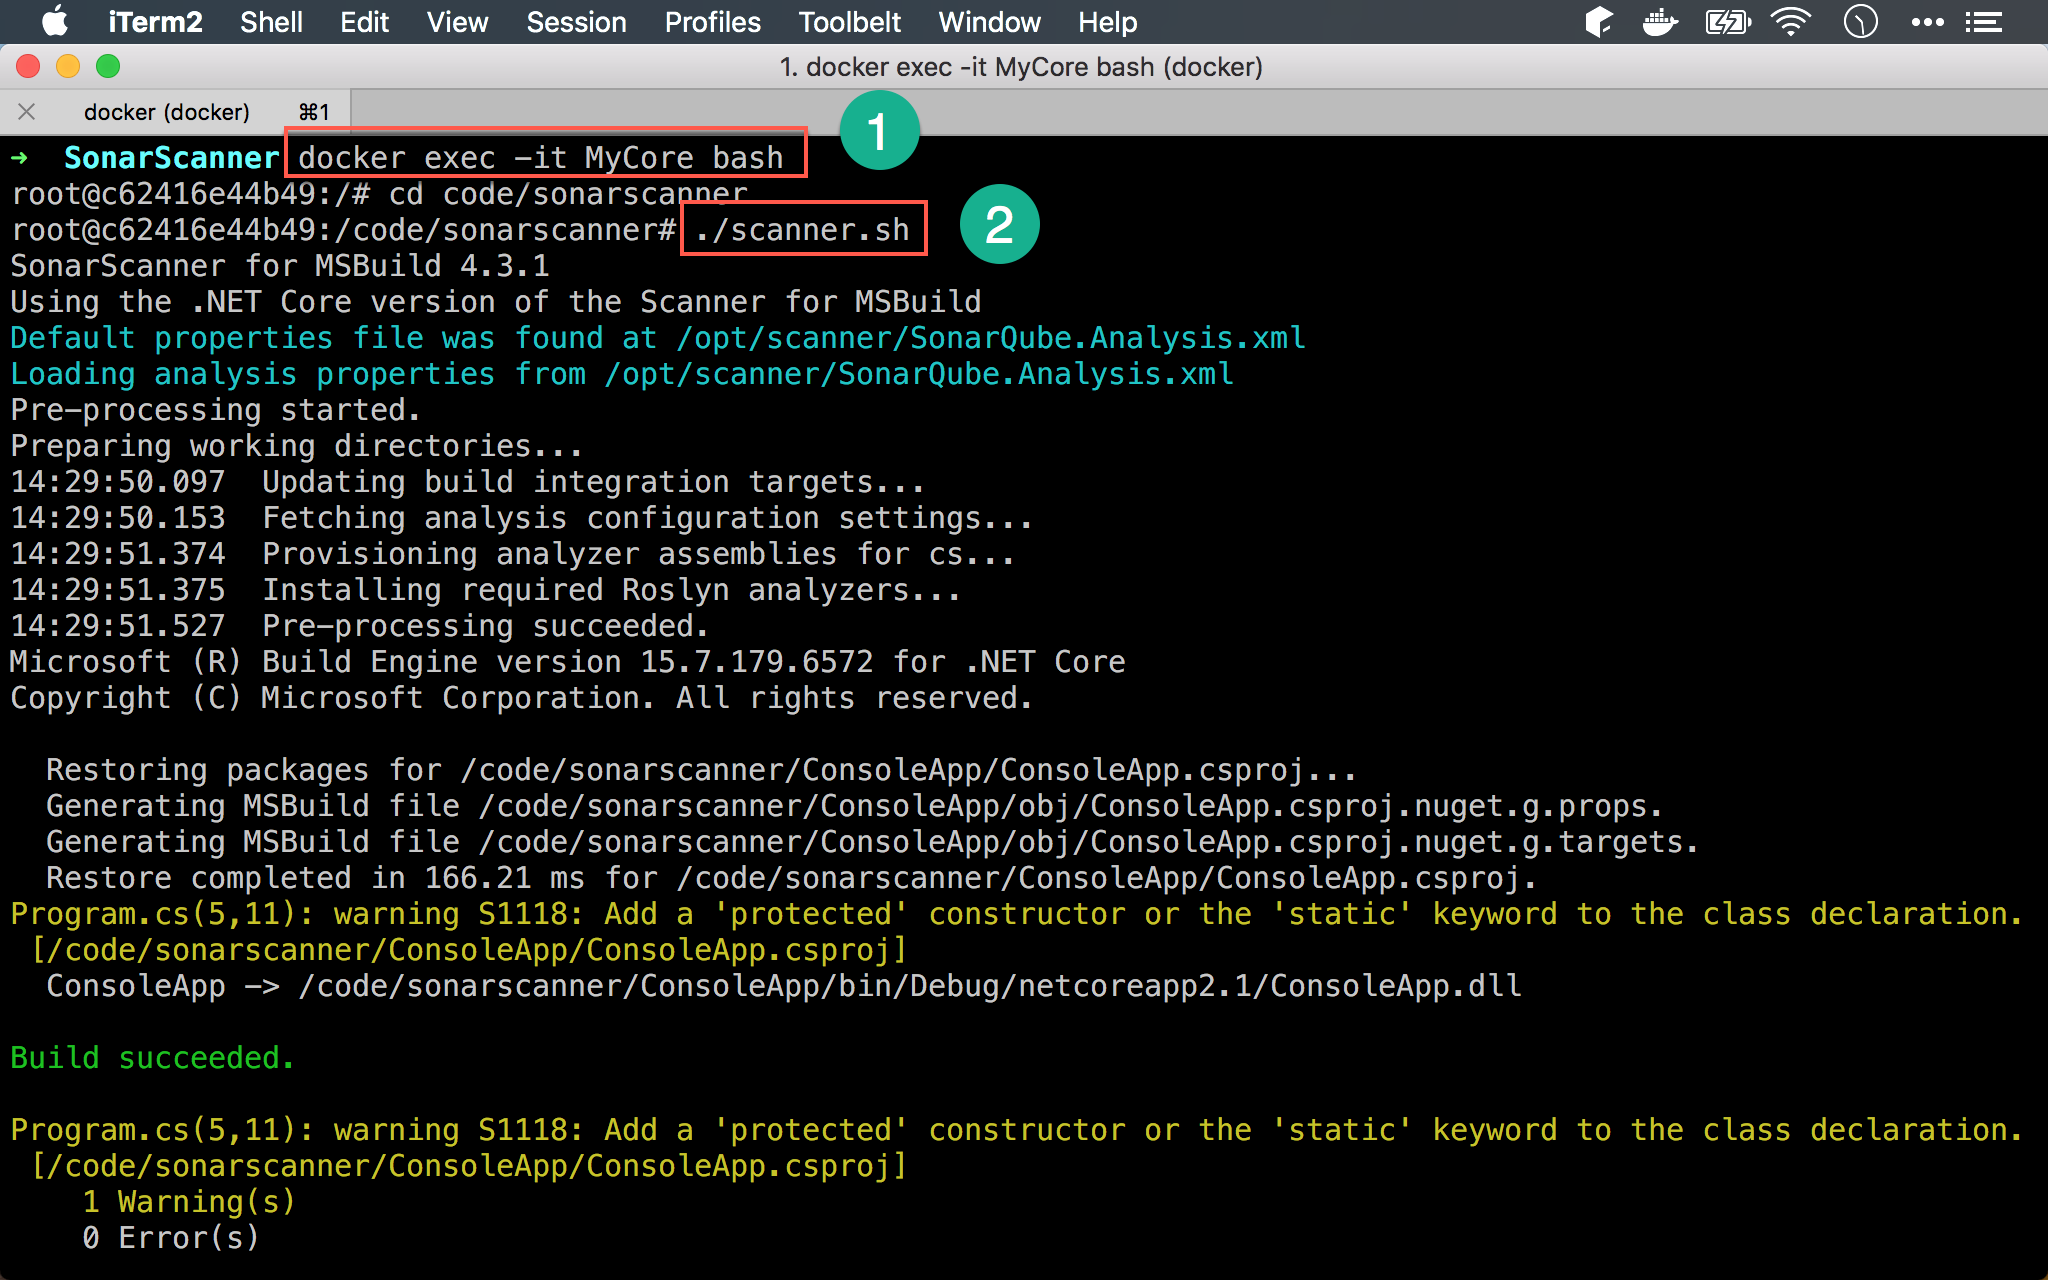 iTerm2 Shell Edit View Session Profiles Toolbelt Window Help
1. docker exec -it MyCore bash (docker)
docker (docker) ⌘1
→ SonarScanner docker exec -it MyCore bash
1
root@c62416e44b49:/# cd code/sonarscanner
root@c62416e44b49:/code/sonarscanner# ./scanner.sh
2
SonarScanner for MSBuild 4.3.1
Using the .NET Core version of the Scanner for MSBuild
Default properties file was found at /opt/scanner/SonarQube.Analysis.xml
Loading analysis properties from /opt/scanner/SonarQube.Analysis.xml
Pre-processing started.
Preparing working directories...
14:29:50.097  Updating build integration targets...
14:29:50.153  Fetching analysis configuration settings...
14:29:51.374  Provisioning analyzer assemblies for cs...
14:29:51.375  Installing required Roslyn analyzers...
14:29:51.527  Pre-processing succeeded.
Microsoft (R) Build Engine version 15.7.179.6572 for .NET Core
Copyright (C) Microsoft Corporation. All rights reserved.
Restoring packages for /code/sonarscanner/ConsoleApp/ConsoleApp.csproj...
Generating MSBuild file /code/sonarscanner/ConsoleApp/obj/ConsoleApp.csproj.nuget.g.props.
Generating MSBuild file /code/sonarscanner/ConsoleApp/obj/ConsoleApp.csproj.nuget.g.targets.
Restore completed in 166.21 ms for /code/sonarscanner/ConsoleApp/ConsoleApp.csproj.
Program.cs(5,11): warning S1118: Add a 'protected' constructor or the 'static' keyword to the class declaration.
[/code/sonarscanner/ConsoleApp/ConsoleApp.csproj]
ConsoleApp -> /code/sonarscanner/ConsoleApp/bin/Debug/netcoreapp2.1/ConsoleApp.dll
Build succeeded.
Program.cs(5,11): warning S1118: Add a 'protected' constructor or the 'static' keyword to the class declaration.
[/code/sonarscanner/ConsoleApp/ConsoleApp.csproj]
1 Warning(s)
0 Error(s)